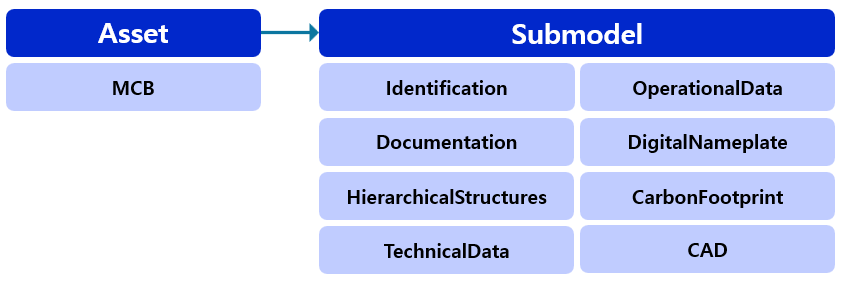 Asset
Submodel
MCB
Identification
OperationalData
Documentation
DigitalNameplate
HierarchicalStructures
CarbonFootprint
TechnicalData
CAD